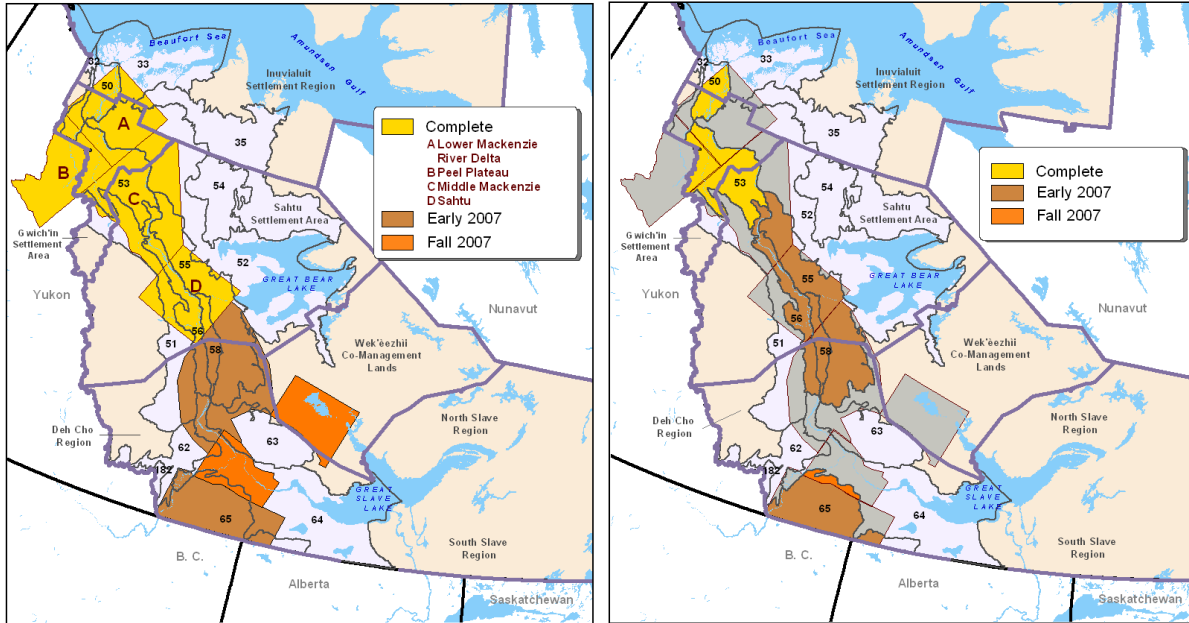 Beaufort Sea
Amundsen Gulf
32
33
50
Inuvialuit
Settlement Region
A
35
B
53
C
54
Sahtu
Settlement Area
Gwich'in
Settlement
Area
52
55
GREAT BEAR
LAKE
D
Yukon
Nunavut
56
51
58
Wek'èezhii
Co-Management
Lands
Deh Cho
Region
North Slave
Region
62
63
182
GREAT
SLAVE
LAKE
65
64
South Slave
Region
B. C.
Alberta
Saskatchewan
Complete
A Lower Mackenzie
River Delta
B Peel Plateau
C Middle Mackenzie
D Sahtu
Early 2007
Fall 2007
Beaufort Sea
Amundsen Gulf
32
33
50
Inuvialuit
Settlement Region
35
53
54
52
Sahtu
Settlement Area
Gwich'in
Settlement
Area
GREAT BEAR
LAKE
55
Yukon
Nunavut
56
51
58
Wek'èezhii
Co-Management
Lands
Deh Cho
Region
North Slave
Region
62
63
182
GREAT
SLAVE
LAKE
65
64
South Slave
Region
B. C.
Alberta
Saskatchewan
Complete
Early 2007
Fall 2007